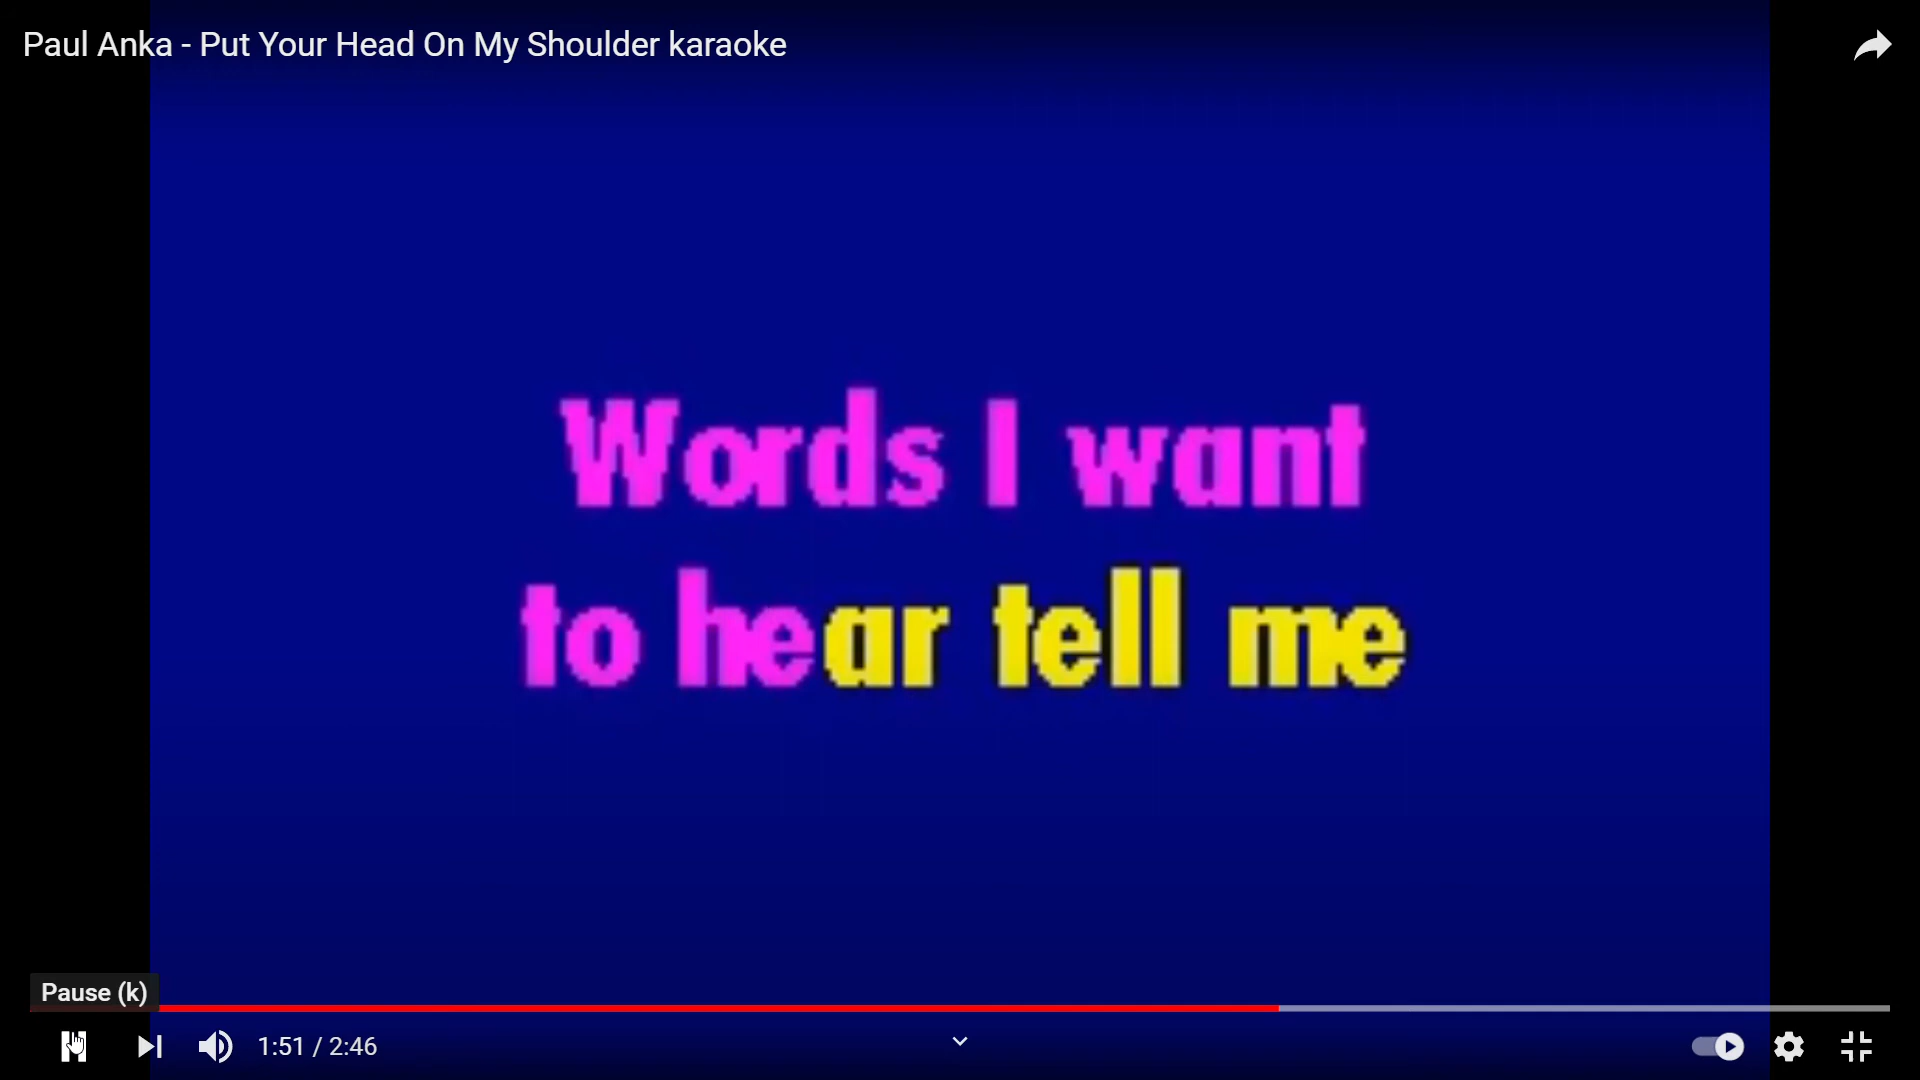 Paul Anka - Put Your Head On My Shoulder karaoke
Words I want
to hear tell me
Pause (k)
1:51 / 2:46